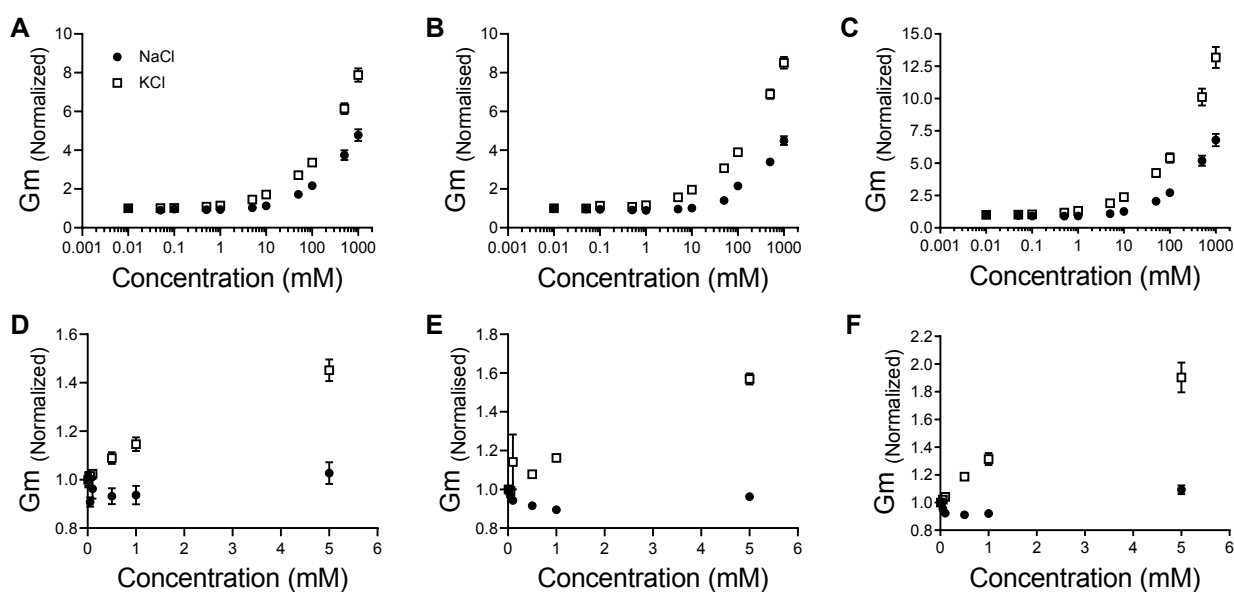 A
Gm (Normalized)
10
8
6
4
2
0
NaCl
KCl
0.001 0.01 0.1 1 10 100 1000
Concentration (mM)
B
Gm (Normalised)
10
8
6
4
2
0
0.001 0.01 0.1 1 10 100 1000
Concentration (mM)
C
Gm (Normalized)
15.0
12.5
10.0
7.5
5.0
2.5
0.0
0.001 0.01 0.1 1 10 100 1000
Concentration (mM)
D
Gm (Normalized)
1.6
1.4
1.2
1.0
0.8
0 1 2 3 4 5 6
Concentration (mM)
E
Gm (Normalised)
1.8
1.6
1.4
1.2
1.0
0.8
0 1 2 3 4 5 6
Concentration (mM)
F
Gm (Normalized)
2.2
2.0
1.8
1.6
1.4
1.2
1.0
0.8
0 1 2 3 4 5 6
Concentration (mM)